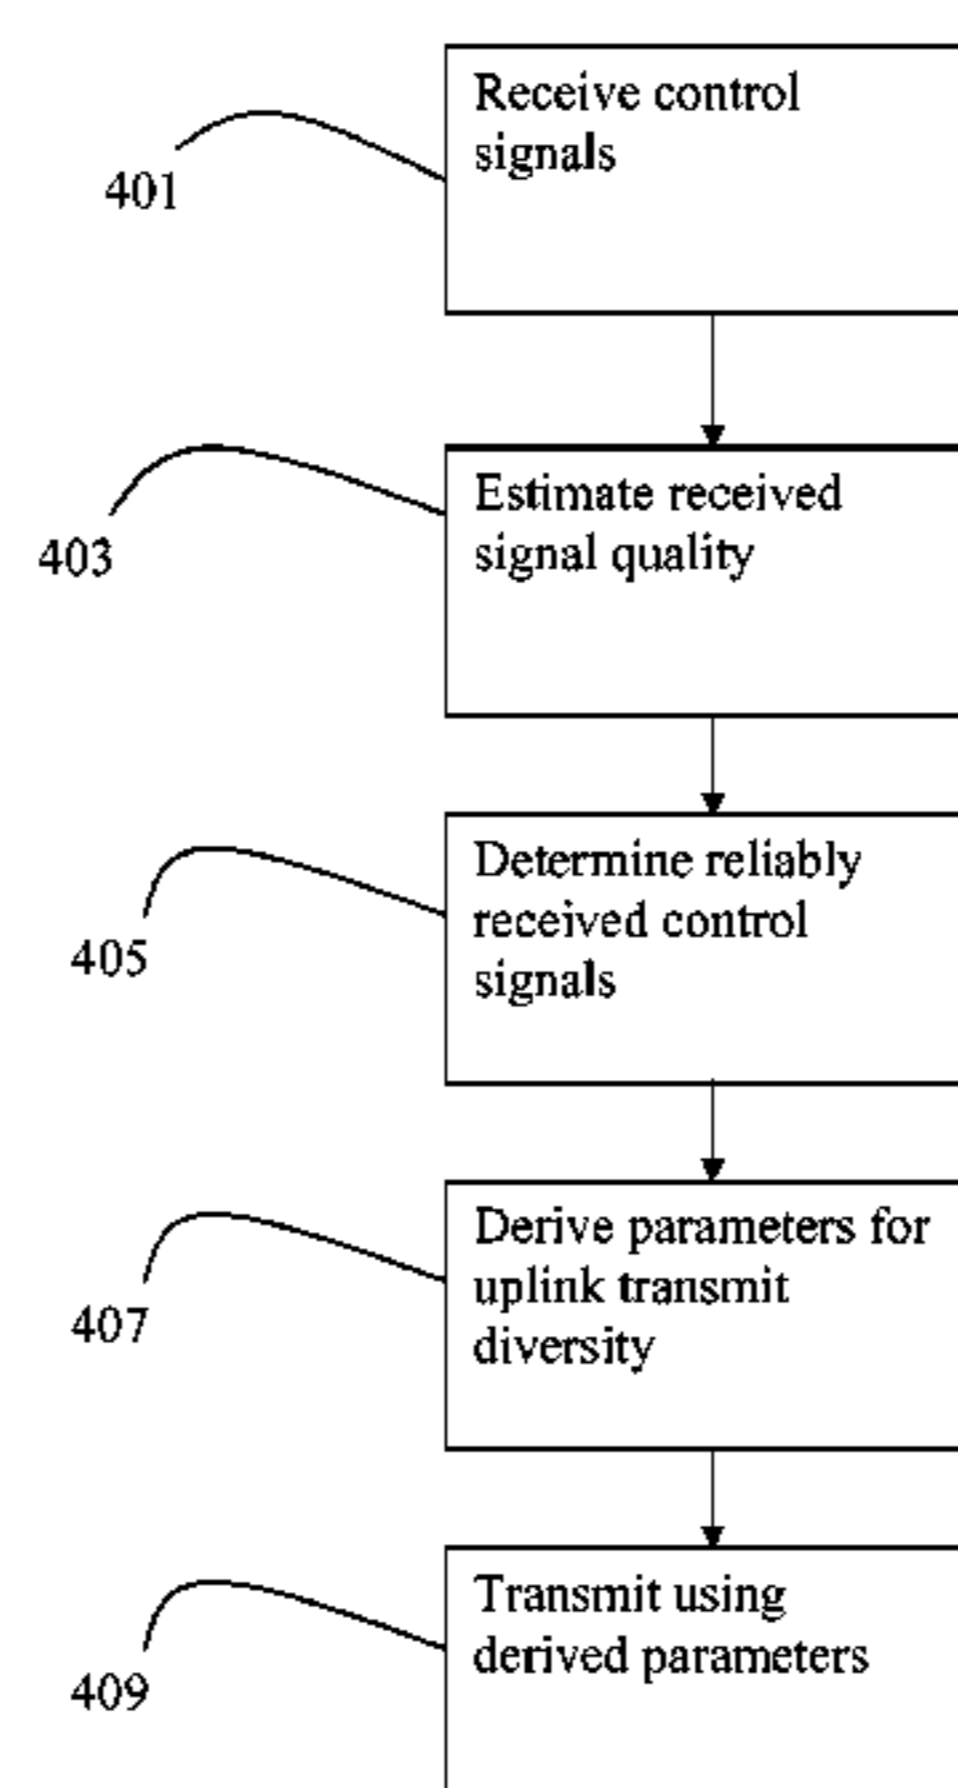 Receive control
signals
401
Estimate received
signal quality
403
Determine reliably
received control
signals
405
Derive parameters for
uplink transmit
diversity
407
Transmit using
derived parameters
409